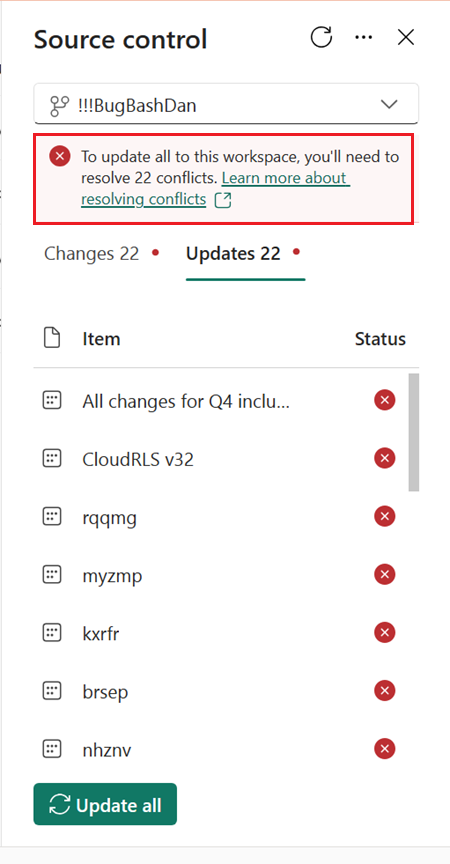 Source control
!!!BugBashDan
To update all to this workspace, you'll need to
resolve 22 conflicts. Learn more about
resolving conflicts
Changes 22
Updates 22
Item
Status
All changes for Q4 inclu...
CloudRLS v32
rqqmg
myzmp
kxrfr
brsep
nhznv
Update all